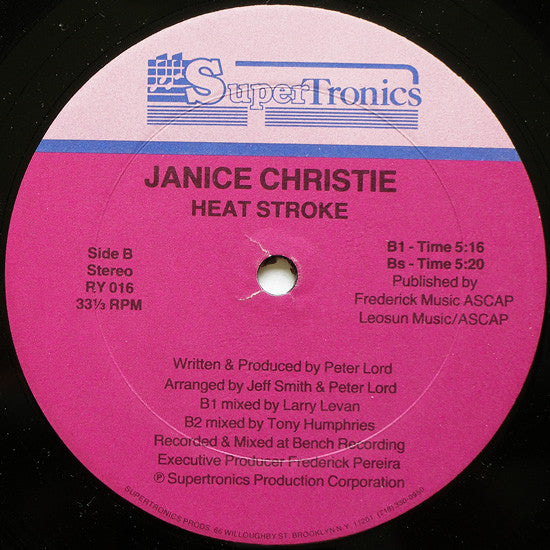 SuperTronics
JANICE CHRISTIE
HEAT STROKE
Side B
Stereo
RY 016
33⅓ RPM
B1 - Time 5:16
Bs - Time 5:20
Published by
Frederick Music ASCAP
Leosun Music/ASCAP
Written & Produced by Peter Lord
Arranged by Jeff Smith & Peter Lord
B1 mixed by Larry Levan
B2 mixed by Tony Humphries
Recorded & Mixed at Bench Recording
Executive Producer Frederick Pereira
℗ Supertronics Production Corporation
SUPERTRONICS PRODS. 66 WILLOUGHBY ST. BROOKLYN N.Y. 11201